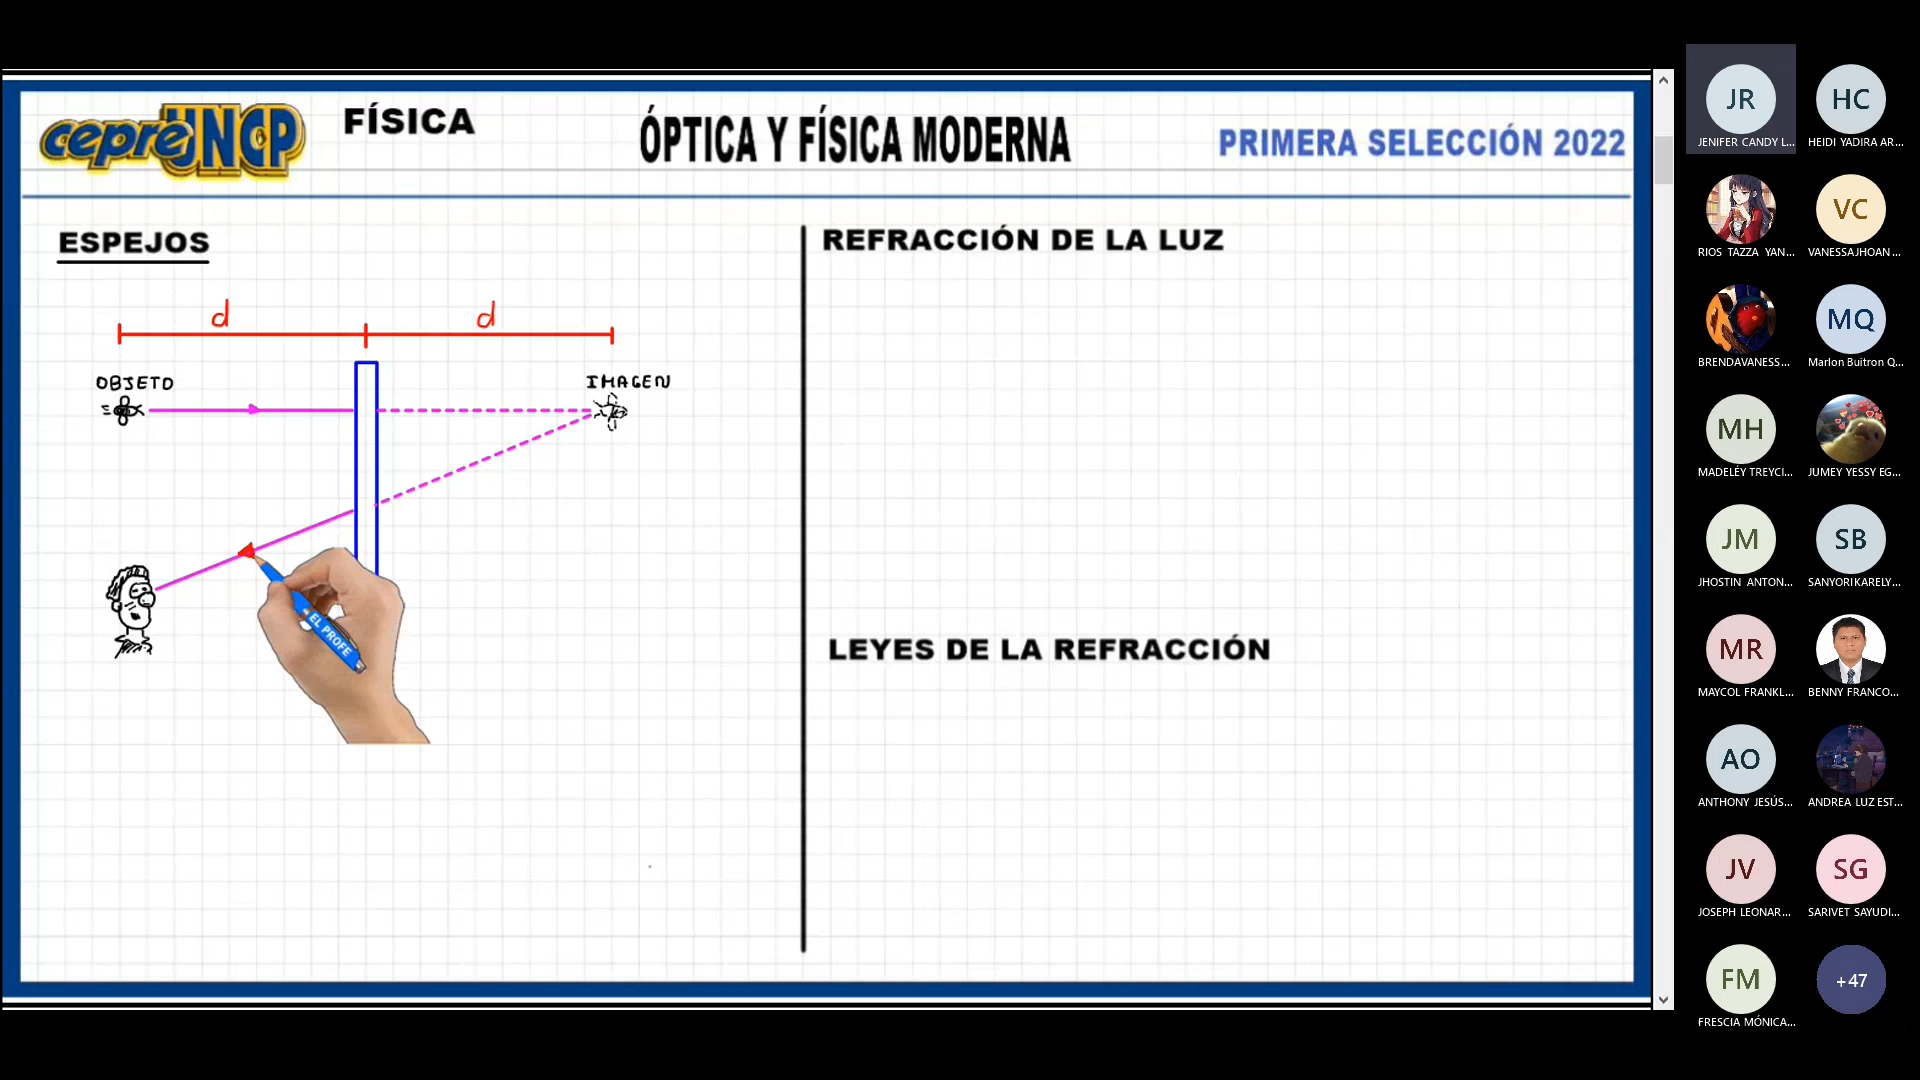 cepreUNCP
FÍSICA
ÓPTICA Y FÍSICA MODERNA
PRIMERA SELECCIÓN 2022
ESPEJOS
d
d
OBJETO
IMAGEN
EL PROFE
REFRACCIÓN DE LA LUZ
LEYES DE LA REFRACCIÓN
JR
JENIFER CANDY L...
HC
HEIDI YADIRA AR...
RIOS TAZZA YAN...
VC
VANESSAJHOAN...
BRENDAVANESS...
MQ
Marlon Buitron Q...
MH
MADELÉY TREYCI...
JUMEY YESSY EG...
JM
JHOSTIN ANTON...
SB
SANYORIKARELY...
MR
MAYCOL FRANKL...
BENNY FRANCO...
AO
ANTHONY JESÚS...
ANDREA LUZ EST...
JV
JOSEPH LEONAR...
SG
SARIVET SAYUDI...
FM
FRESCIA MÓNICA...
+47